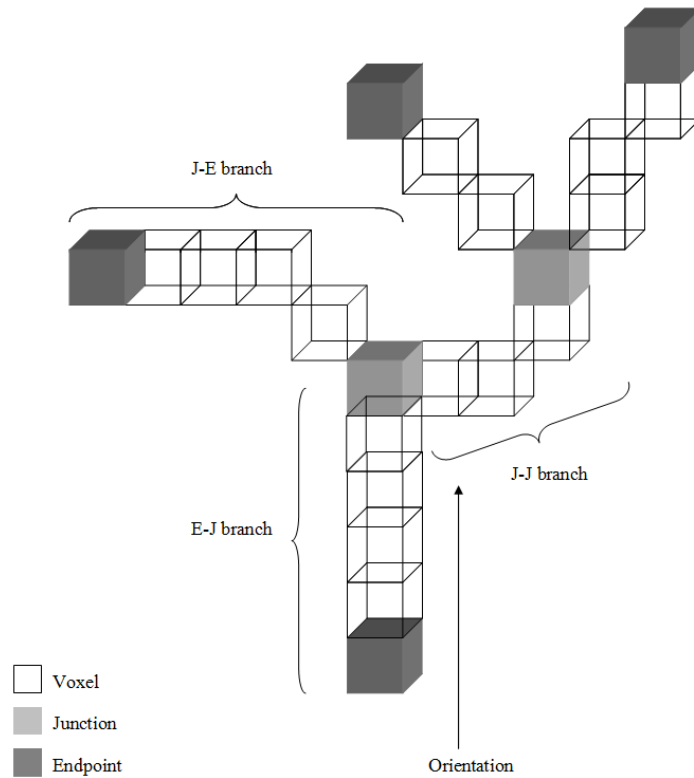 J-E branch
J-J branch
E-J branch
Voxel
Junction
Endpoint
Orientation